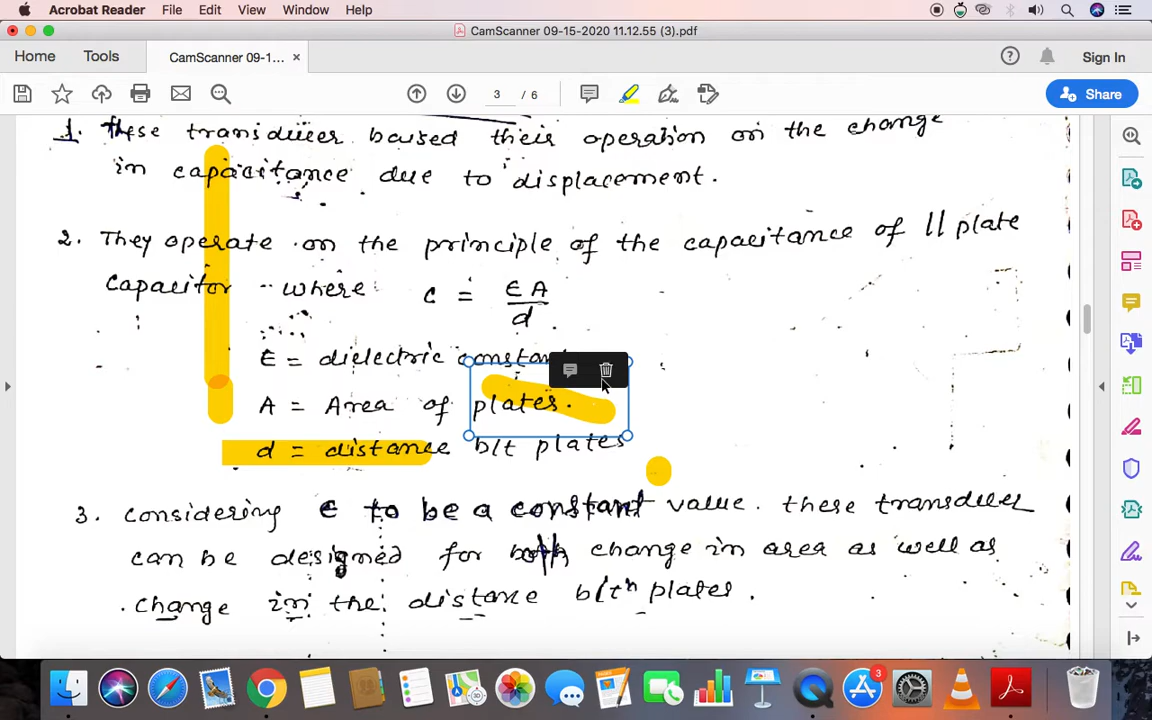 Acrobat Reader File Edit View Window Help
CamScanner 09-15-2020 11.12.55 (3).pdf
Home Tools CamScanner 09-1... × Sign In
3 / 6 Share
1. these transducer baused their operation on the change
in capacitance due to displacement.
2. They operate on the principle of the capacitance of || plate
capacitor where C = ϵA/d
ϵ = dielectric constant
A = Area of plates.
d = distance b/t plates
3. considering ϵ to be a constant value. these transducer
can be designed for both change in area as well as
change in the distance b/tn plates.
3